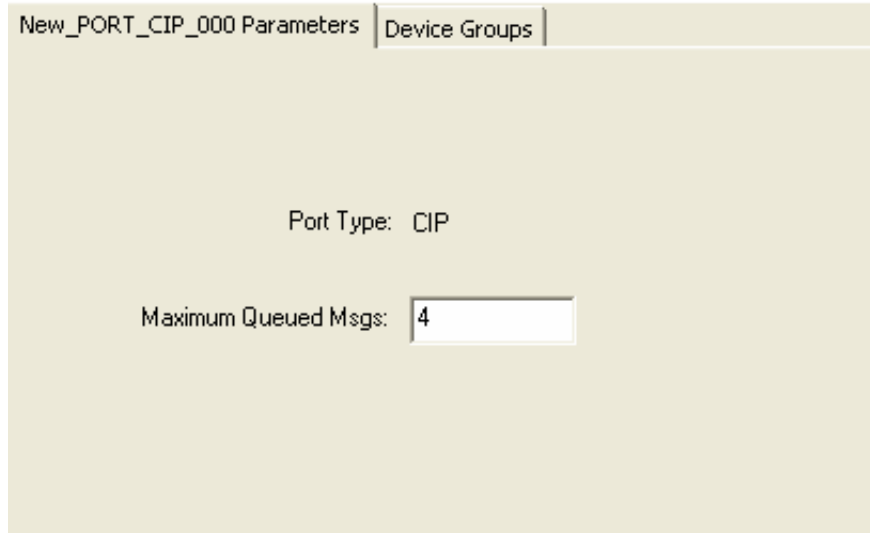 New_PORT_CIP_000 Parameters Device Groups
Port Type: CIP
Maximum Queued Msgs: 4